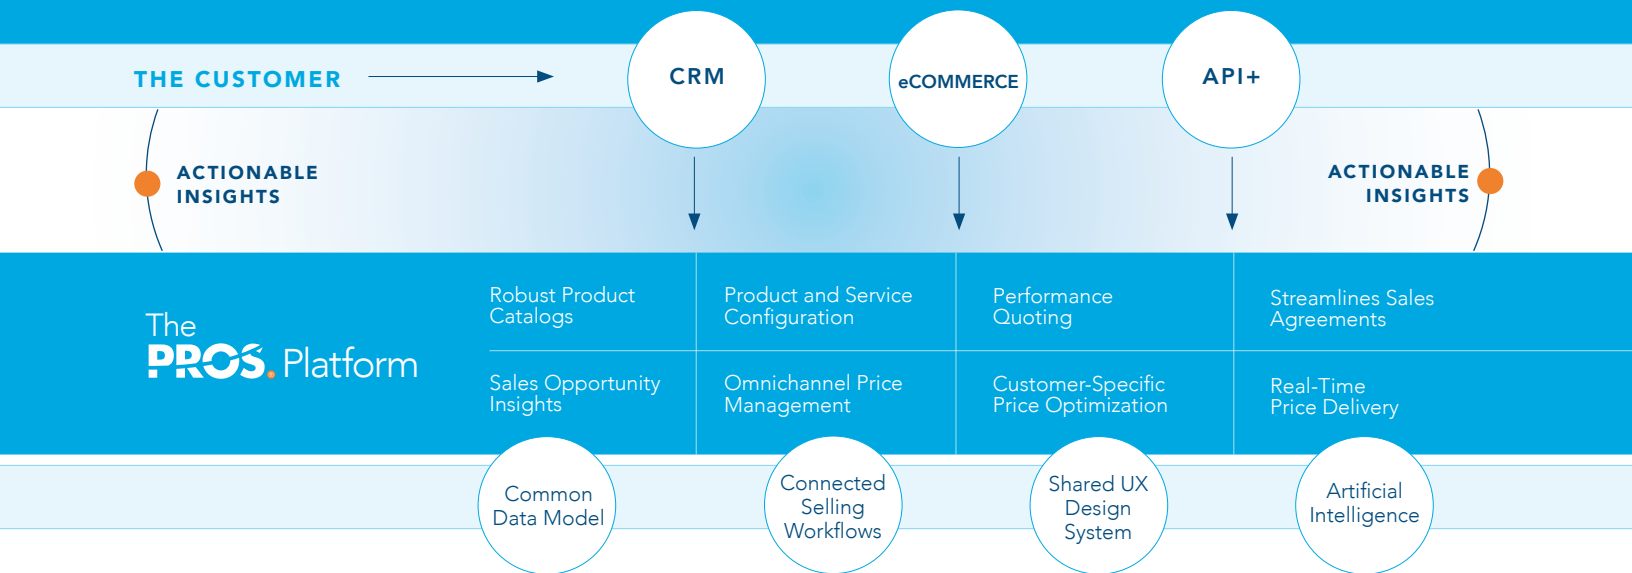 THE CUSTOMER
CRM
eCOMMERCE
API+
ACTIONABLE
INSIGHTS
ACTIONABLE
INSIGHTS
The
PROS® Platform
Robust Product
Catalogs
Product and Service
Configuration
Performance
Quoting
Streamlines Sales
Agreements
Sales Opportunity
Insights
Omnichannel Price
Management
Customer-Specific
Price Optimization
Real-Time
Price Delivery
Common
Data Model
Connected
Selling
Workflows
Shared UX
Design
System
Artificial
Intelligence